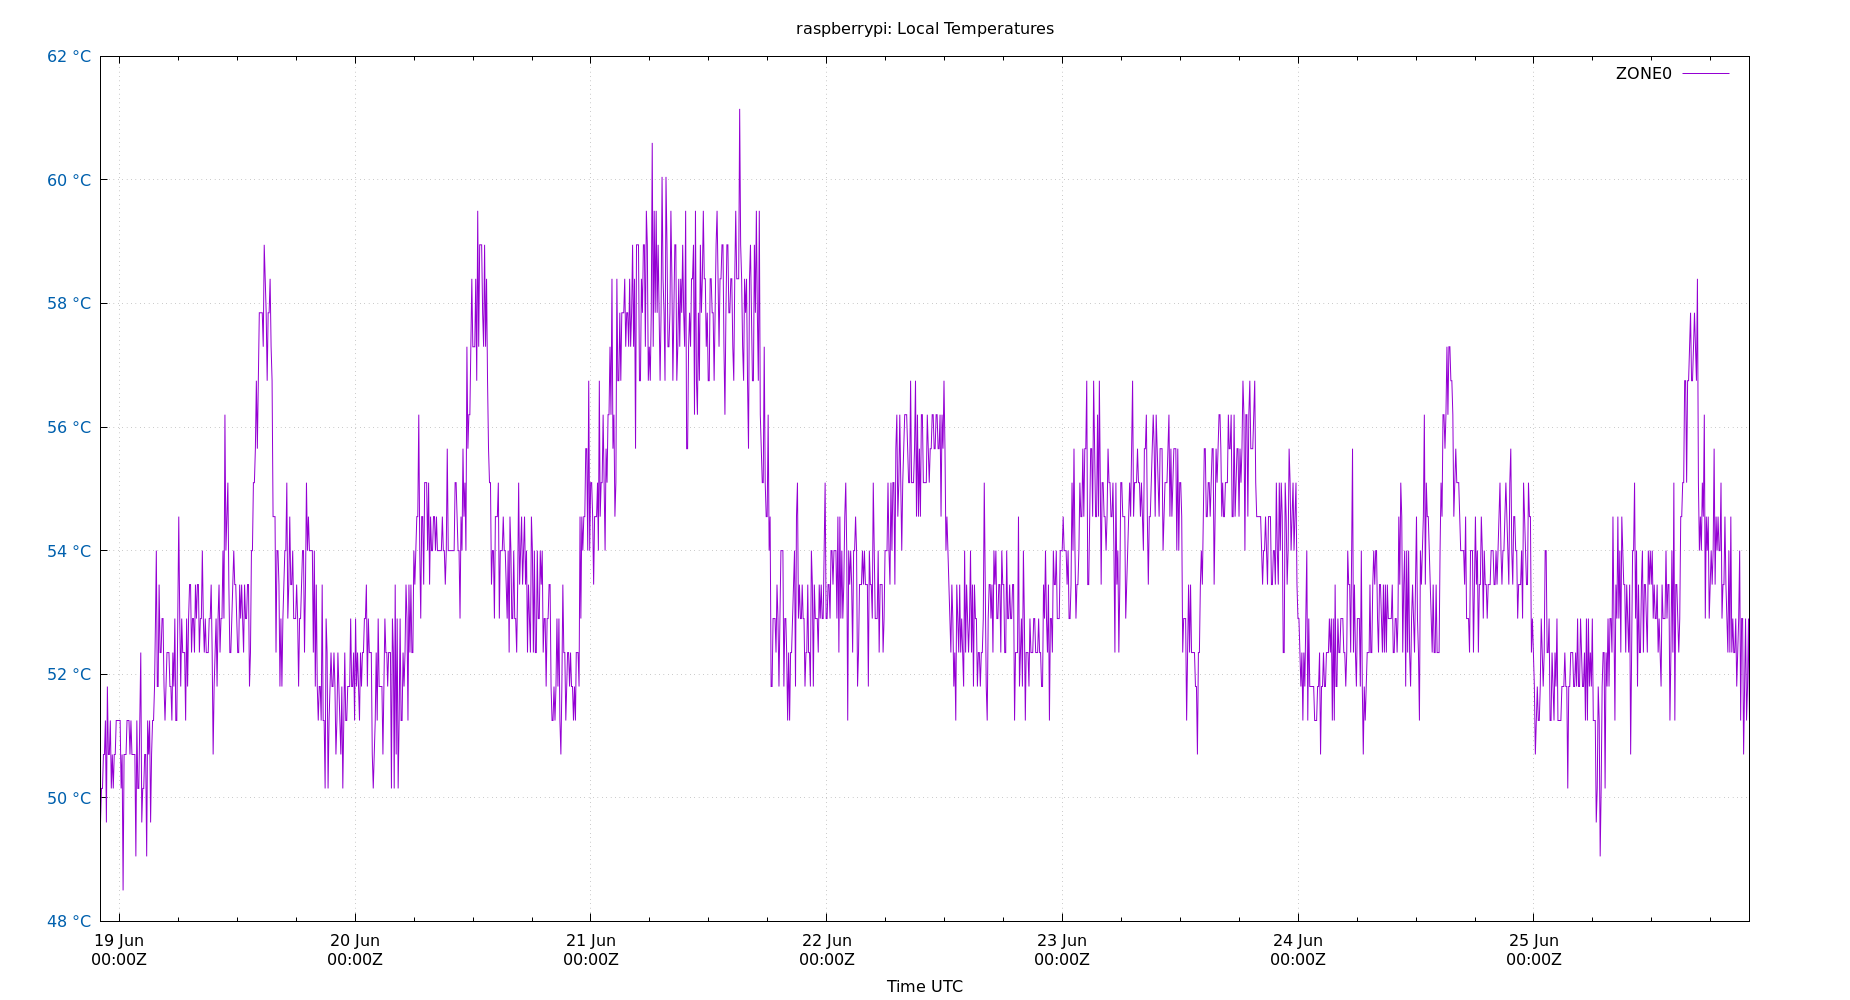 raspberrypi: Local Temperatures
62 °C
ZONE0
60 °C
58 °C
56 °C
54 °C
52 °C
50 °C
48 °C
19 Jun 20 Jun 21 Jun 22 Jun 23 Jun 24 Jun 25 Jun
00:00Z 00:00Z 00:00Z 00:00Z 00:00Z 00:00Z 00:00Z
Time UTC